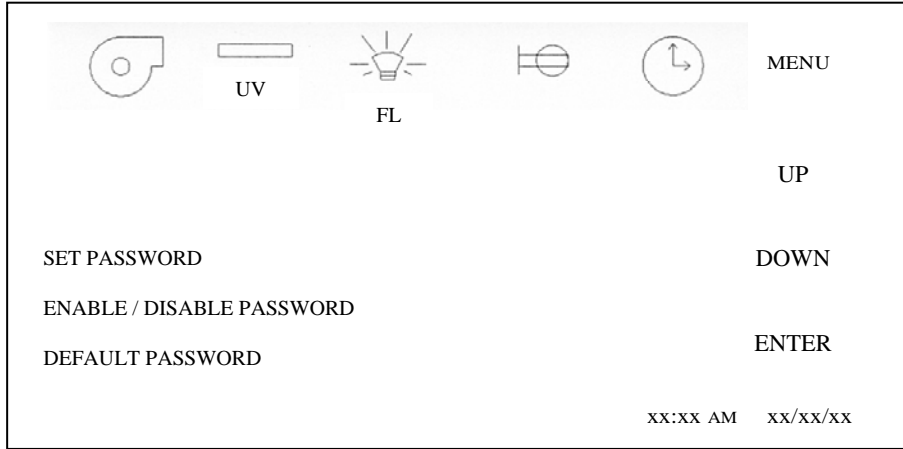 MENU
UV
FL
UP
SET PASSWORD
DOWN
ENABLE / DISABLE PASSWORD
ENTER
DEFAULT PASSWORD
xx:xx AM xx/xx/xx